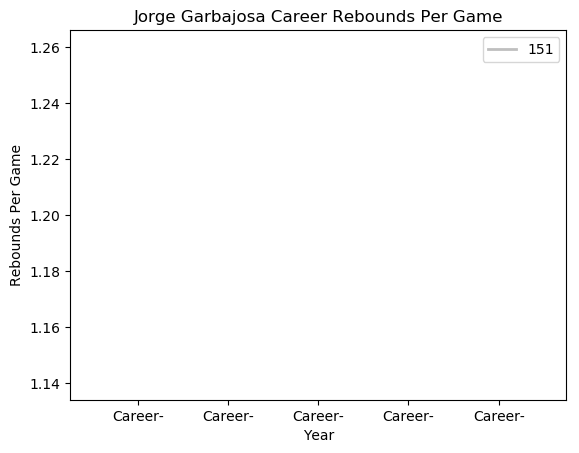 Jorge Garbajosa Career Rebounds Per Game
151
1.26
1.24
1.22
1.20
1.18
1.16
1.14
Rebounds Per Game
Career- Career- Career- Career- Career-
Year